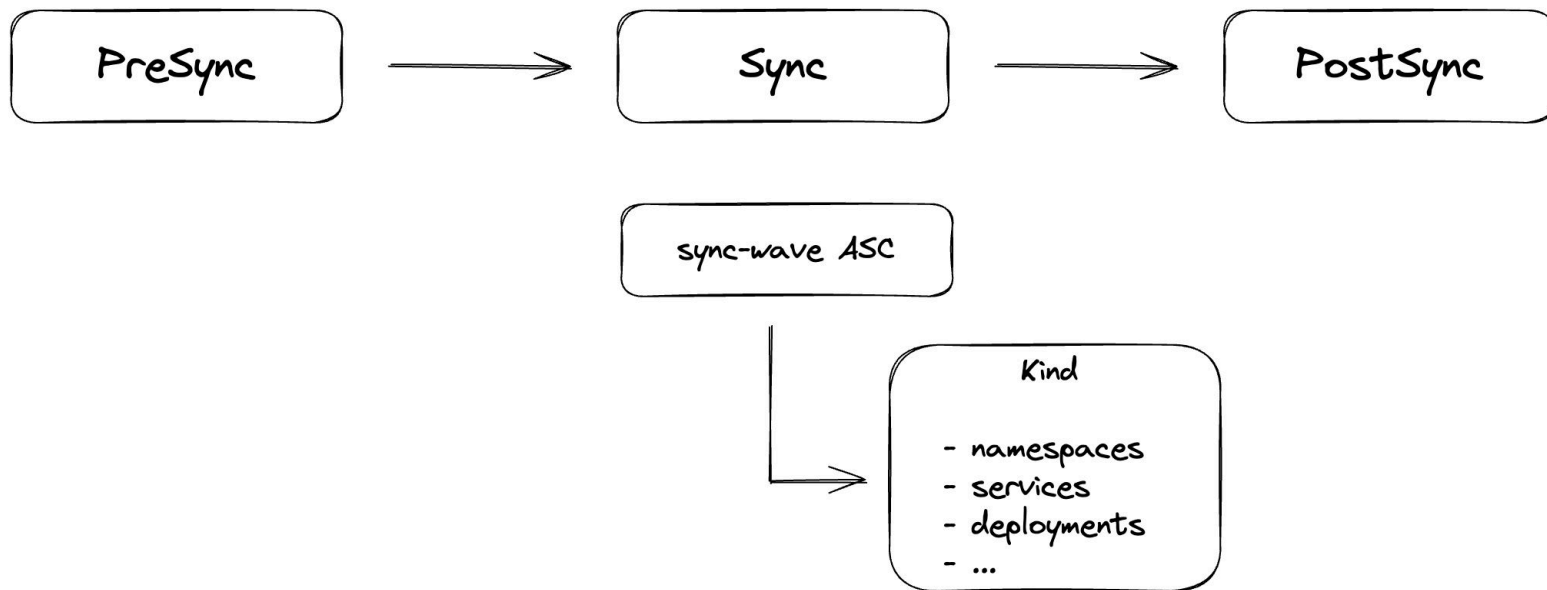 PreSync
Sync
PostSync
sync-wave ASC
Kind
- namespaces
- services
- deployments
- ...